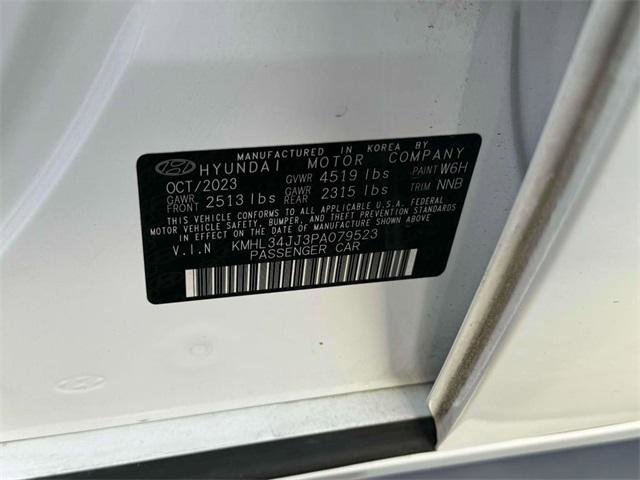 MANUFACTURED IN KOREA BY
HYUNDAI MOTOR COMPANY
OCT/2023 GVWR 4519 lbs PAINT W6H
GAWR FRONT 2513 lbs GAWR REAR 2315 lbs TRIM NNB
THIS VEHICLE CONFORMS TO ALL APPLICABLE U.S.A. FEDERAL
MOTOR VEHICLE SAFETY, BUMPER, AND THEFT PREVENTION STANDARDS
IN EFFECT ON THE DATE OF MANUFACTURE SHOWN ABOVE.
V.I.N KMHL34JJ3PA079523
PASSENGER CAR